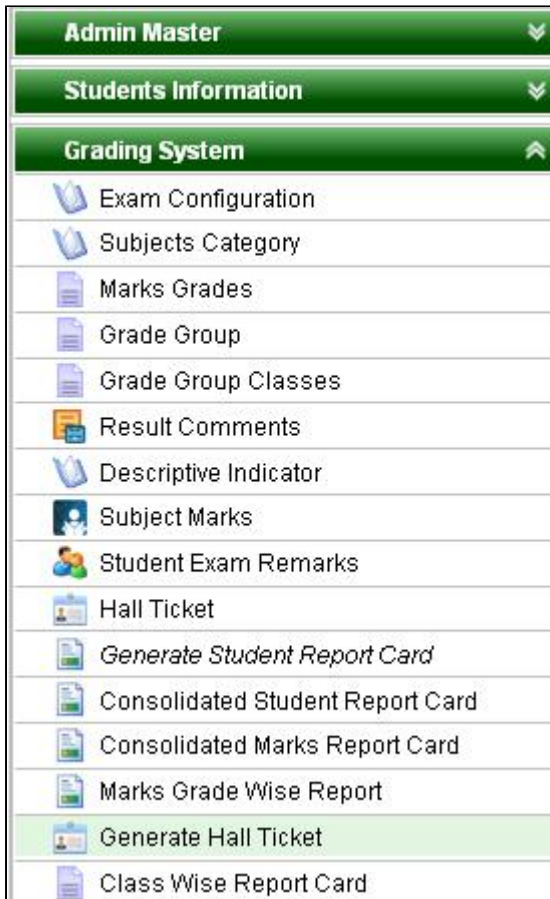 Admin Master
Students Information
Grading System
Exam Configuration
Subjects Category
Marks Grades
Grade Group
Grade Group Classes
Result Comments
Descriptive Indicator
Subject Marks
Student Exam Remarks
Hall Ticket
Generate Student Report Card
Consolidated Student Report Card
Consolidated Marks Report Card
Marks Grade Wise Report
Generate Hall Ticket
Class Wise Report Card